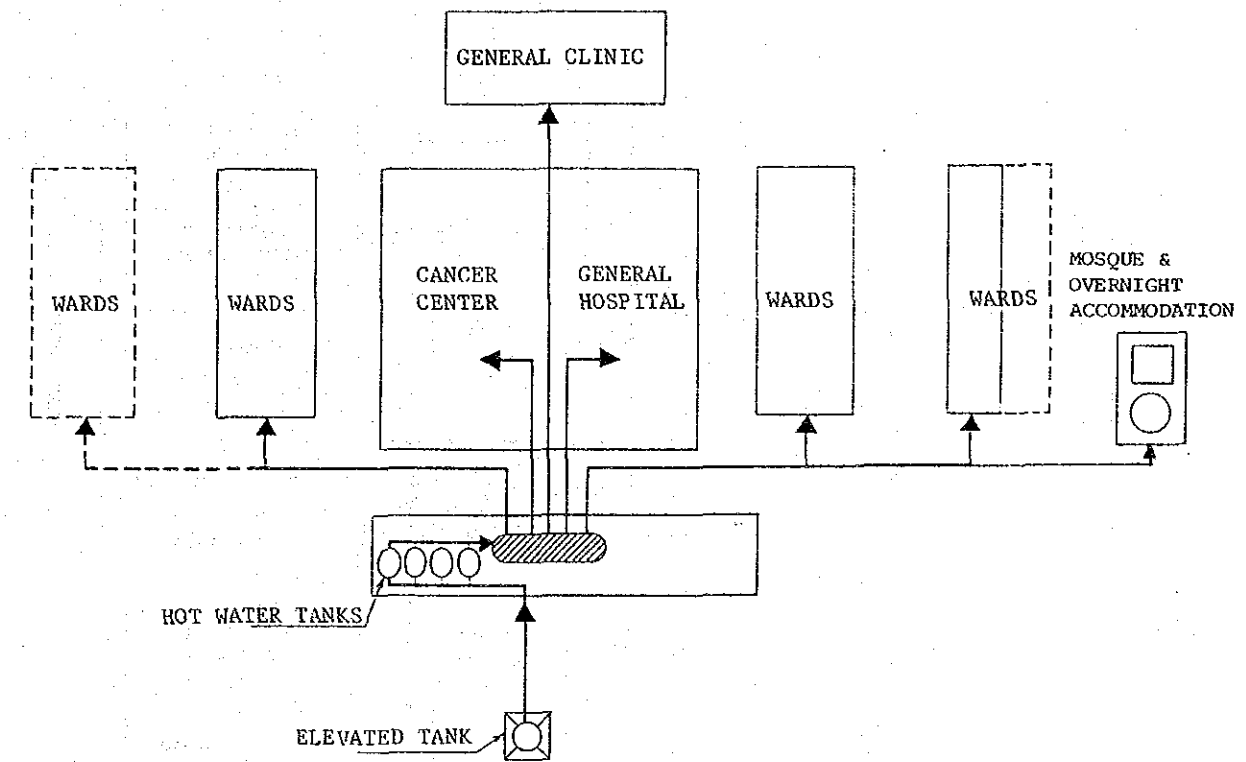 GENERAL CLINIC
WARDS
WARDS
CANCER
CENTER
GENERAL
HOSPITAL
WARDS
WARDS
MOSQUE &
OVERNIGHT
ACCOMMODATION
HOT WATER TANKS
ELEVATED TANK